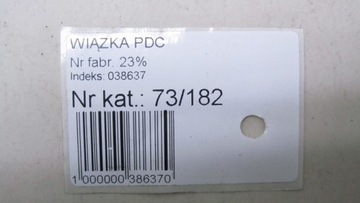 WIĄZKA PDC
Nr fabr. 23%
Indeks: 038637
Nr kat.: 73/182
1 000000 386370